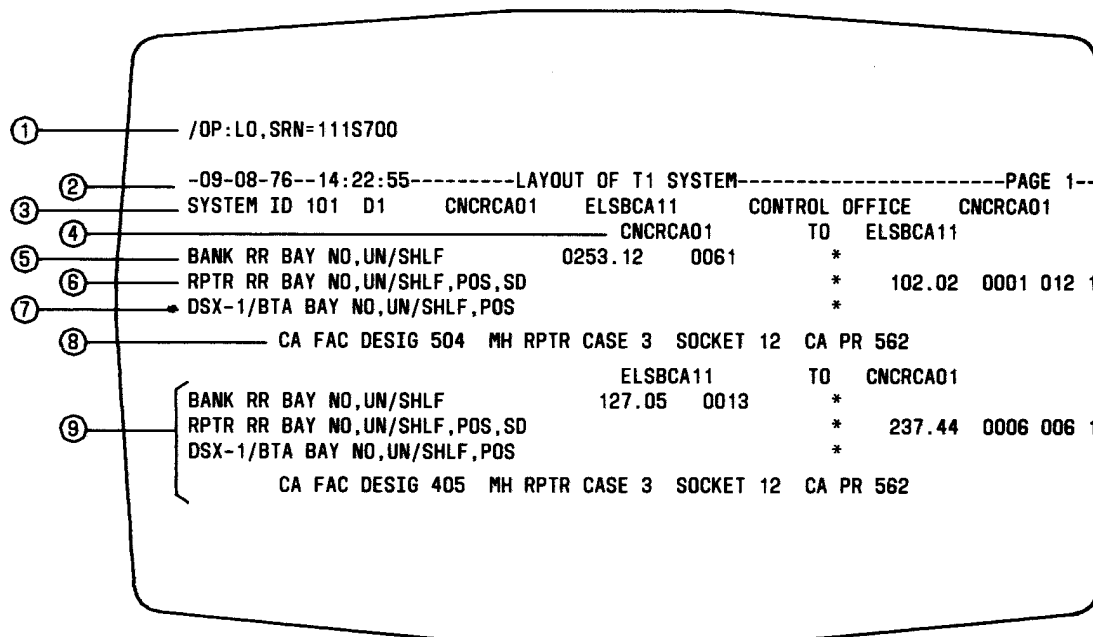 ① /OP:LO,SRN=111S700
② -09-08-76--14:22:55---------LAYOUT OF T1 SYSTEM-----------------------PAGE 1--
③ SYSTEM ID 101 D1 CNCRCA01 ELSBCA11 CONTROL OFFICE CNCRCA01
④ CNCRCA01 TO ELSBCA11
⑤ BANK RR BAY NO,UN/SHLF 0253.12 0061 *
⑥ RPTR RR BAY NO,UN/SHLF,POS,SD * 102.02 0001 012 1
⑦ DSX-1/BTA BAY NO,UN/SHLF,POS *
⑧ CA FAC DESIG 504 MH RPTR CASE 3 SOCKET 12 CA PR 562
ELSBCA11 TO CNCRCA01
BANK RR BAY NO,UN/SHLF 127.05 0013 *
⑨ RPTR RR BAY NO,UN/SHLF,POS,SD * 237.44 0006 006 1
DSX-1/BTA BAY NO,UN/SHLF,POS *
CA FAC DESIG 405 MH RPTR CASE 3 SOCKET 12 CA PR 562